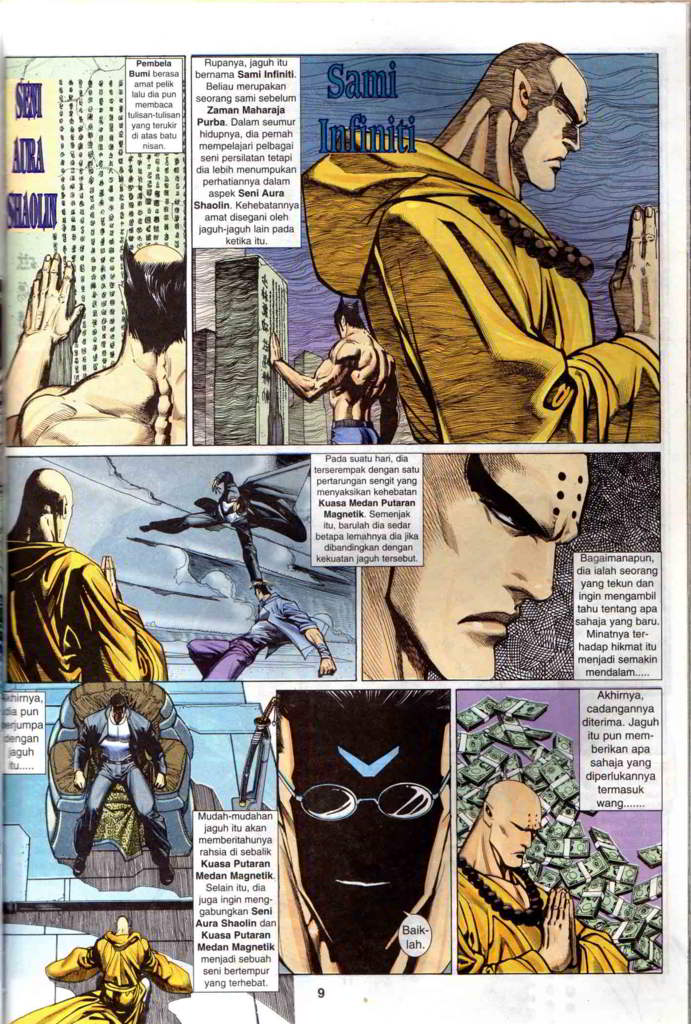 SENI
AURA
SHAOLIN
Pembela
Bumi berasa
amat pelik
lalu dia pun
membaca
tulisan-tulisan
yang terukir
di atas batu
nisan.
Rupanya, jaguh itu
bernama Sami Infiniti.
Beliau merupakan
seorang sami sebelum
Zaman Maharaja
Purba. Dalam seumur
hidupnya, dia pernah
mempelajari pelbagai
seni persilatan tetapi
dia lebih menumpukan
perhatiannya dalam
aspek Seni Aura
Shaolin. Kehebatannya
amat disegani oleh
jaguh-jaguh lain pada
ketika itu.
Sami
Infiniti
Pada suatu hari, dia
terserempak dengan satu
pertarungan sengit yang
menyaksikan kehebatan
Kuasa Medan Putaran
Magnetik. Semenjak
itu, barulah dia sedar
betapa lemahnya dia jika
dibandingkan dengan
kekuatan jaguh tersebut.
Bagaimanapun,
dia ialah seorang
yang tekun dan
ingin mengambil
tahu tentang apa
sahaja yang baru.
Minatnya ter-
hadap hikmat itu
menjadi semakin
mendalam.....
Akhirnya,
dia pun
berjumpa
dengan
jaguh
itu.....
Mudah-mudahan
jaguh itu akan
memberitahunya
rahsia di sebalik
Kuasa Putaran
Medan Magnetik.
Selain itu, dia
juga ingin meng-
gabungkan Seni
Aura Shaolin dan
Kuasa Putaran
Medan Magnetik
menjadi sebuah
seni bertempur
yang terhebat.
Baik-
lah.
Akhirnya,
cadangannya
diterima. Jaguh
itu pun mem-
berikan apa
sahaja yang
diperlukannya
termasuk
wang.......
9